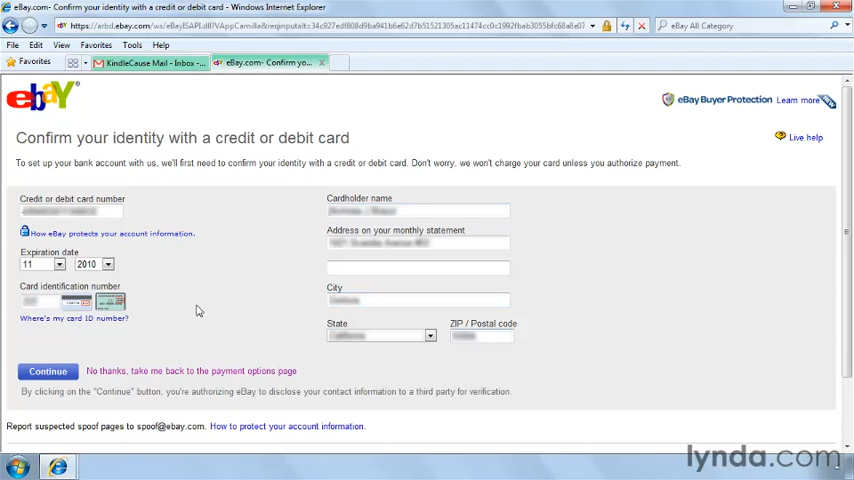 eBay.com- Confirm your identity with a credit or debit card - Windows Internet Explorer
eBay All Category
File Edit View Favorites Tools Help
Favorites
KindleCause Mail - Inbox -...
eBay.com- Confirm yo...
ebay
eBay Buyer Protection Learn more
Confirm your identity with a credit or debit card
Live help
To set up your bank account with us, we'll first need to confirm your identity with a credit or debit card. Don't worry, we won't charge your card unless you authorize payment.
Credit or debit card number
Cardholder name
How eBay protects your account information.
Address on your monthly statement
Expiration date
11 2010
Card identification number
City
Where's my card ID number?
State ZIP / Postal code
Continue No thanks, take me back to the payment options page
By clicking on the "Continue" button, you're authorizing eBay to disclose your contact information to a third party for verification.
Report suspected spoof pages to spoof@ebay.com. How to protect your account information.
lynda.com